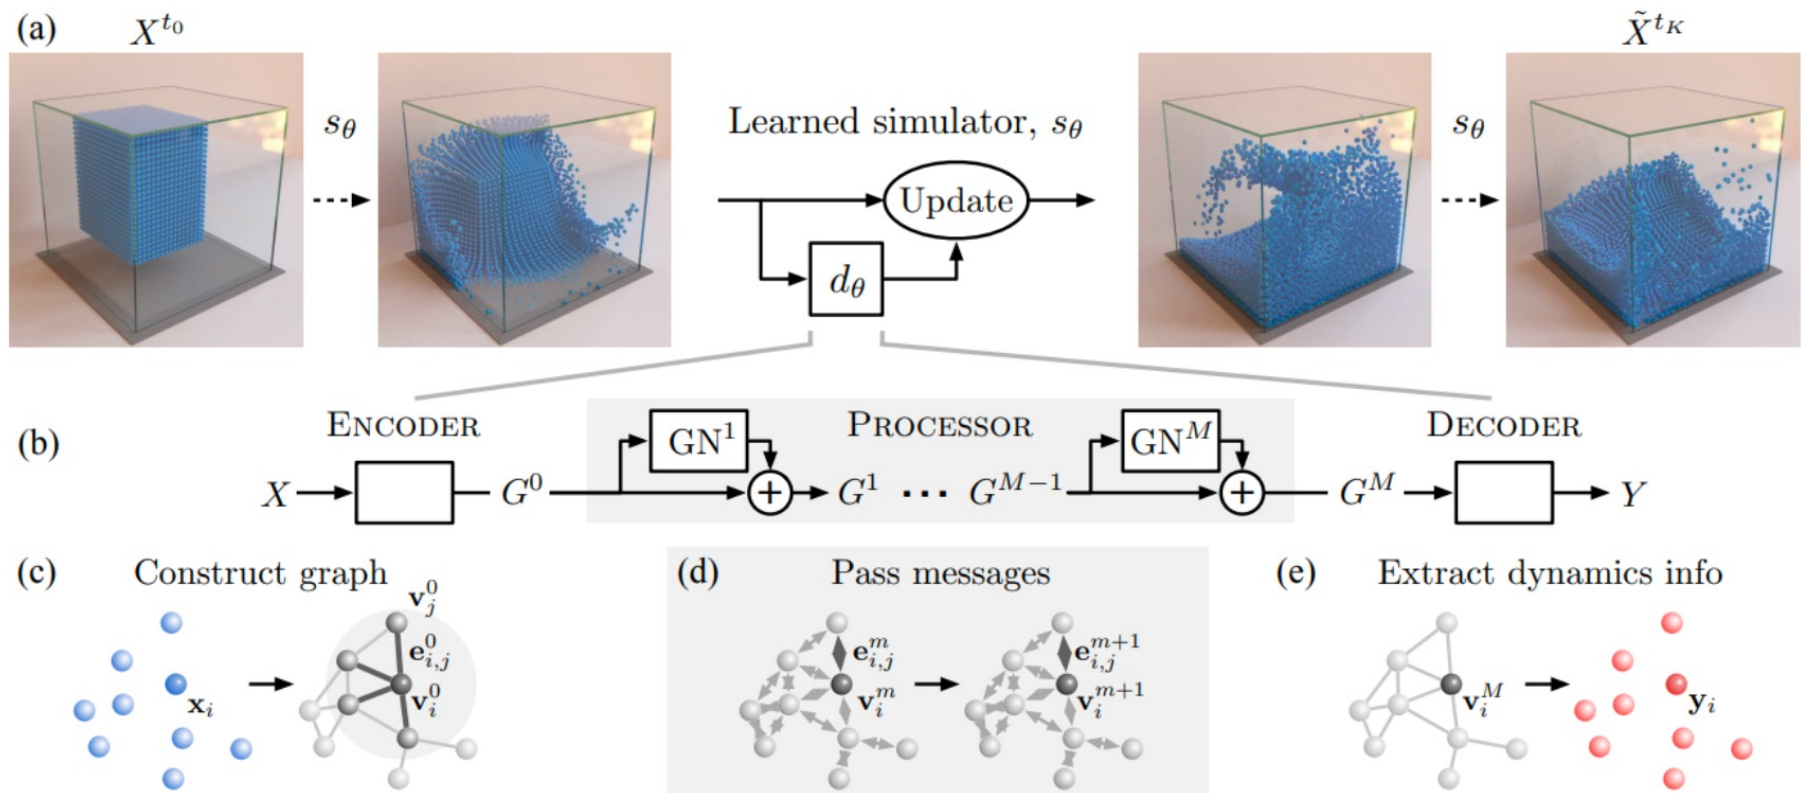 (a) X^{t_0} X̃^{t_K}
s_θ Learned simulator, s_θ s_θ
Update
d_θ
(b) ENCODER GN^1 PROCESSOR GN^M DECODER
X G^0 + G^1 ··· G^{M−1} + G^M Y
(c) Construct graph
v_j^0
e_{i,j}^0
x_i v_i^0
(d) Pass messages
e_{i,j}^m e_{i,j}^{m+1}
v_i^m v_i^{m+1}
(e) Extract dynamics info
v_i^M y_i